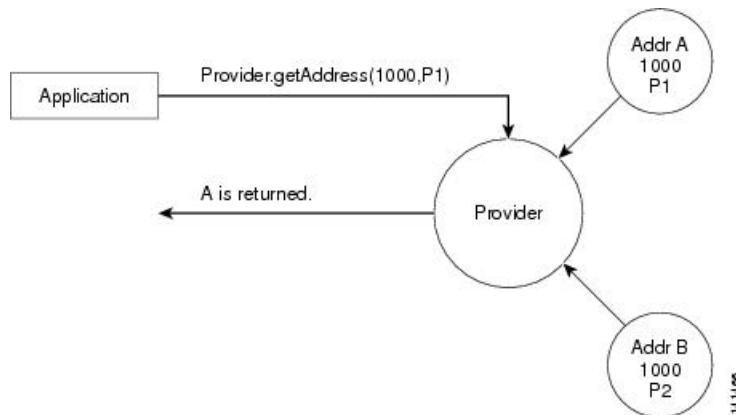 Provider.getAddress(1000,P1)
Application
Addr A
1000
P1
A is returned.
Provider
Addr B
1000
P2